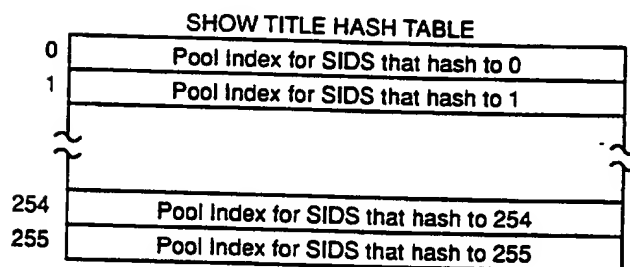 SHOW TITLE HASH TABLE
0 Pool Index for SIDS that hash to 0
1 Pool Index for SIDS that hash to 1
254 Pool Index for SIDS that hash to 254
255 Pool Index for SIDS that hash to 255